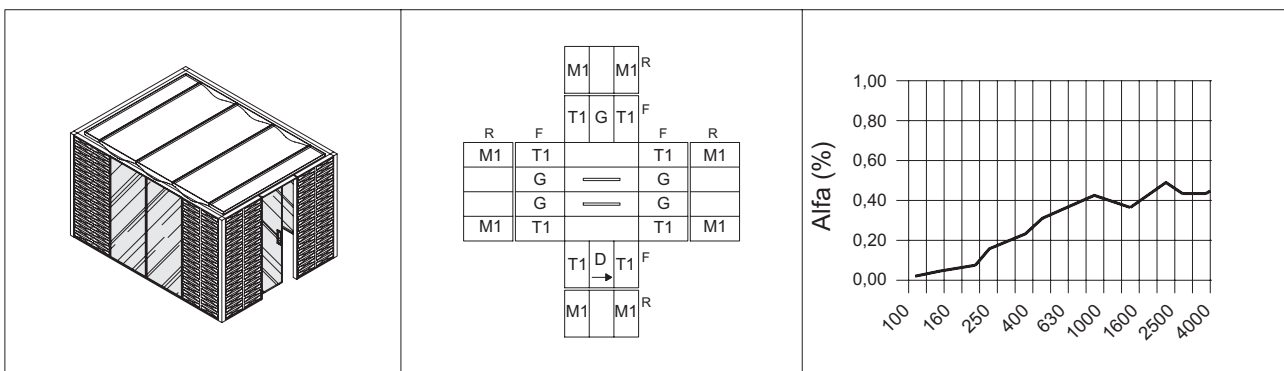 M1 M1 R
T1 G T1 F
R F F R
M1 T1 T1 M1
G G
G G
M1 T1 T1 M1
T1 D T1 F
M1 M1 R
Alfa (%)
1,00
0,80
0,60
0,40
0,20
0,00
100 160 250 400 630 1000 1600 2500 4000